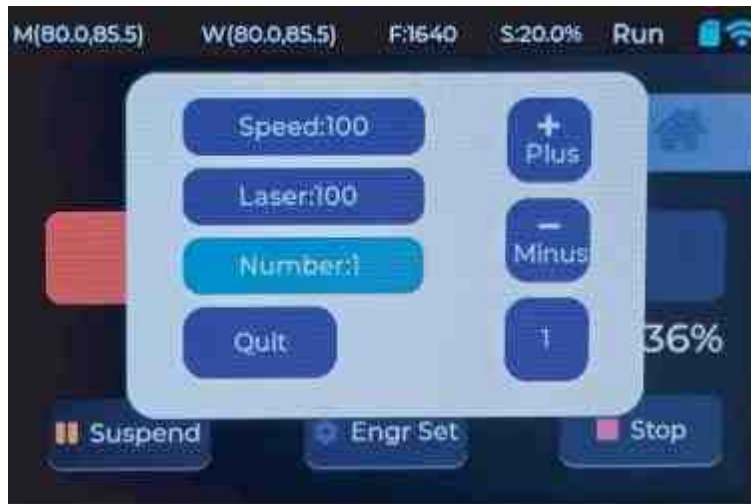 M(80.0,85.5) W(80.0,85.5) F:1640 S:20.0% Run
Speed:100
+
Plus
Laser:100
−
Minus
Number:1
Quit
1
36%
Suspend
Engr Set
Stop